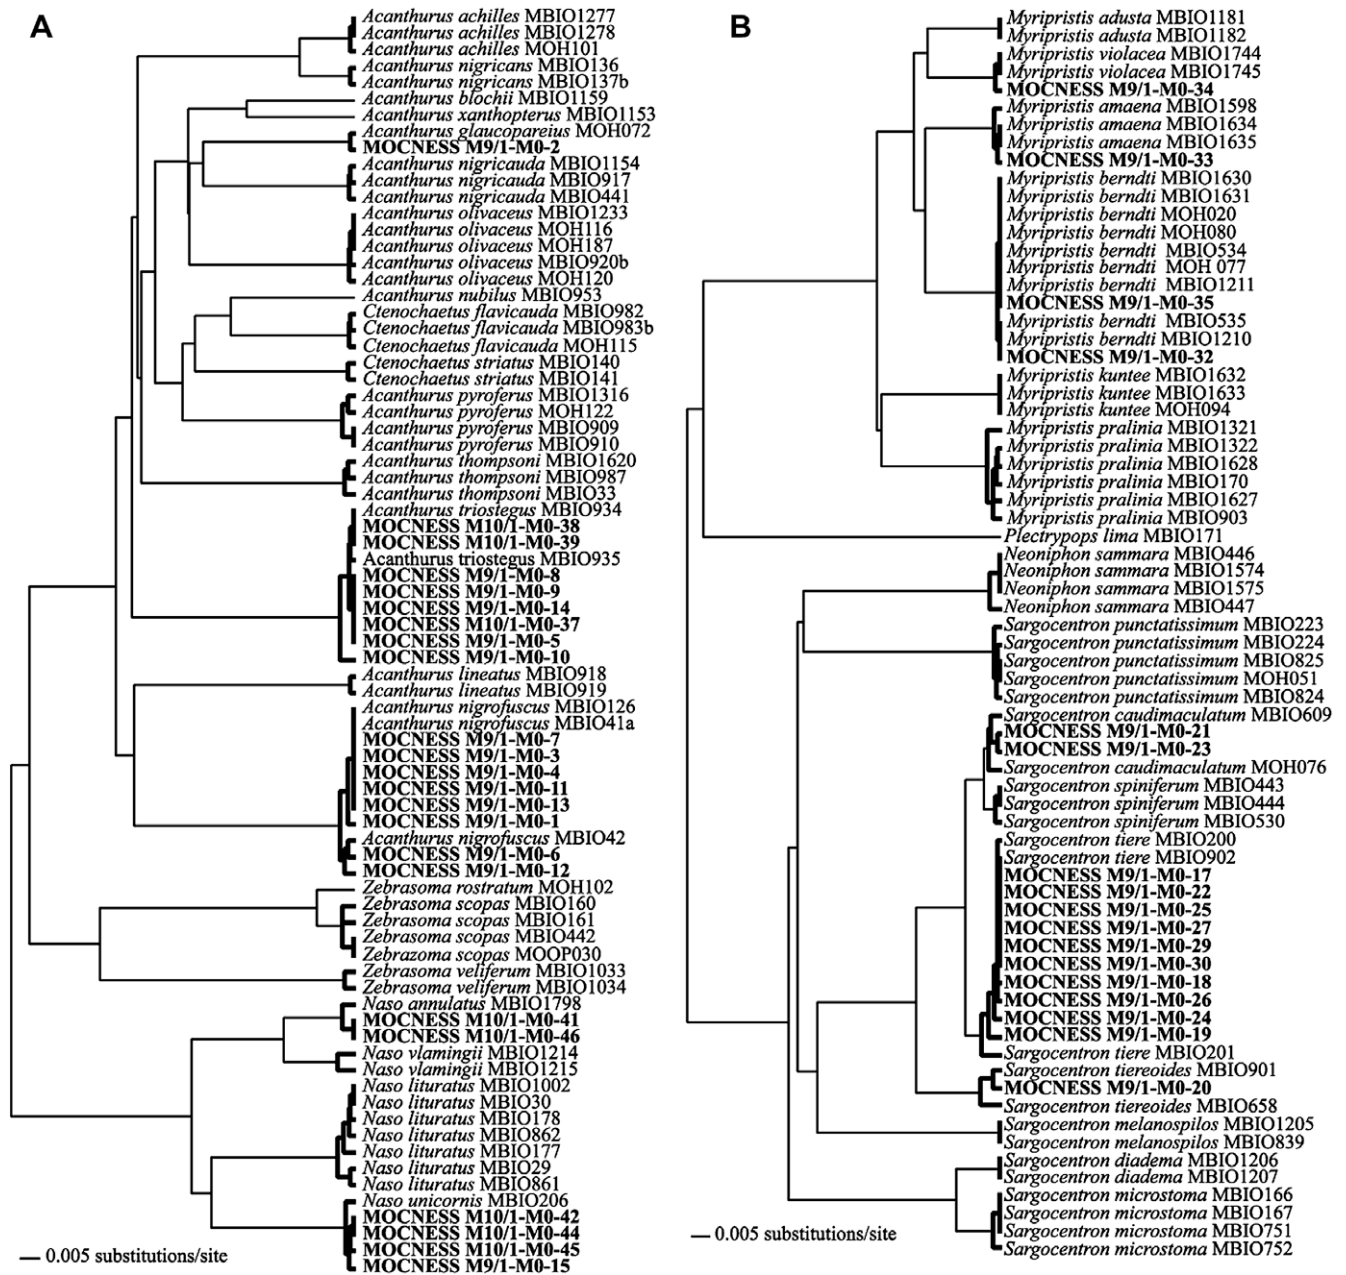 A
Acanthurus achilles MBIO1277
Acanthurus achilles MBIO1278
Acanthurus achilles MOH101
Acanthurus nigricans MBIO136
Acanthurus nigricans MBIO137b
Acanthurus blochii MBIO1159
Acanthurus xanthopterus MBIO1153
Acanthurus glaucopareius MOH072
MOCNESS M9/1-M0-2
Acanthurus nigricauda MBIO1154
Acanthurus nigricauda MBIO917
Acanthurus nigricauda MBIO441
Acanthurus olivaceus MBIO1233
Acanthurus olivaceus MOH116
Acanthurus olivaceus MOH187
Acanthurus olivaceus MBIO920b
Acanthurus olivaceus MOH120
Acanthurus nubilus MBIO953
Ctenochaetus flavicauda MBIO982
Ctenochaetus flavicauda MBIO983b
Ctenochaetus flavicauda MOH115
Ctenochaetus striatus MBIO140
Ctenochaetus striatus MBIO141
Acanthurus pyroferus MBIO1316
Acanthurus pyroferus MOH122
Acanthurus pyroferus MBIO909
Acanthurus pyroferus MBIO910
Acanthurus thompsoni MBIO1620
Acanthurus thompsoni MBIO987
Acanthurus thompsoni MBIO33
Acanthurus triostegus MBIO934
MOCNESS M10/1-M0-38
MOCNESS M10/1-M0-39
Acanthurus triostegus MBIO935
MOCNESS M9/1-M0-8
MOCNESS M9/1-M0-9
MOCNESS M9/1-M0-14
MOCNESS M10/1-M0-37
MOCNESS M9/1-M0-5
MOCNESS M9/1-M0-10
Acanthurus lineatus MBIO918
Acanthurus lineatus MBIO919
Acanthurus nigrofuscus MBIO126
Acanthurus nigrofuscus MBIO41a
MOCNESS M9/1-M0-7
MOCNESS M9/1-M0-3
MOCNESS M9/1-M0-4
MOCNESS M9/1-M0-11
MOCNESS M9/1-M0-13
MOCNESS M9/1-M0-1
Acanthurus nigrofuscus MBIO42
MOCNESS M9/1-M0-6
MOCNESS M9/1-M0-12
Zebrasoma rostratum MOH102
Zebrasoma scopas MBIO160
Zebrasoma scopas MBIO161
Zebrasoma scopas MBIO442
Zebrazoma scopas MOOP030
Zebrasoma veliferum MBIO1033
Zebrasoma veliferum MBIO1034
Naso annulatus MBIO1798
MOCNESS M10/1-M0-41
MOCNESS M10/1-M0-46
Naso vlamingii MBIO1214
Naso vlamingii MBIO1215
Naso lituratus MBIO1002
Naso lituratus MBIO30
Naso lituratus MBIO178
Naso lituratus MBIO862
Naso lituratus MBIO177
Naso lituratus MBIO29
Naso lituratus MBIO861
Naso unicornis MBIO206
MOCNESS M10/1-M0-42
MOCNESS M10/1-M0-44
MOCNESS M10/1-M0-45
MOCNESS M9/1-M0-15
0.005 substitutions/site
B
Myripristis adusta MBIO1181
Myripristis adusta MBIO1182
Myripristis violacea MBIO1744
Myripristis violacea MBIO1745
MOCNESS M9/1-M0-34
Myripristis amaena MBIO1598
Myripristis amaena MBIO1634
Myripristis amaena MBIO1635
MOCNESS M9/1-M0-33
Myripristis berndti MBIO1630
Myripristis berndti MBIO1631
Myripristis berndti MOH020
Myripristis berndti MOH080
Myripristis berndti MBIO534
Myripristis berndti MOH 077
Myripristis berndti MBIO1211
MOCNESS M9/1-M0-35
Myripristis berndti MBIO535
Myripristis berndti MBIO1210
MOCNESS M9/1-M0-32
Myripristis kuntee MBIO1632
Myripristis kuntee MBIO1633
Myripristis kuntee MOH094
Myripristis pralinia MBIO1321
Myripristis pralinia MBIO1322
Myripristis pralinia MBIO1628
Myripristis pralinia MBIO170
Myripristis pralinia MBIO1627
Myripristis pralinia MBIO903
Plectrypops lima MBIO171
Neoniphon sammara MBIO446
Neoniphon sammara MBIO1574
Neoniphon sammara MBIO1575
Neoniphon sammara MBIO447
Sargocentron punctatissimum MBIO223
Sargocentron punctatissimum MBIO224
Sargocentron punctatissimum MBIO825
Sargocentron punctatissimum MOH051
Sargocentron punctatissimum MBIO824
Sargocentron caudimaculatum MBIO609
MOCNESS M9/1-M0-21
MOCNESS M9/1-M0-23
Sargocentron caudimaculatum MOH076
Sargocentron spiniferum MBIO443
Sargocentron spiniferum MBIO444
Sargocentron spiniferum MBIO530
Sargocentron tiere MBIO200
Sargocentron tiere MBIO902
MOCNESS M9/1-M0-17
MOCNESS M9/1-M0-22
MOCNESS M9/1-M0-25
MOCNESS M9/1-M0-27
MOCNESS M9/1-M0-29
MOCNESS M9/1-M0-30
MOCNESS M9/1-M0-18
MOCNESS M9/1-M0-26
MOCNESS M9/1-M0-24
MOCNESS M9/1-M0-19
Sargocentron tiere MBIO201
Sargocentron tiereoides MBIO901
MOCNESS M9/1-M0-20
Sargocentron tiereoides MBIO658
Sargocentron melanospilos MBIO1205
Sargocentron melanospilos MBIO839
Sargocentron diadema MBIO1206
Sargocentron diadema MBIO1207
Sargocentron microstoma MBIO166
Sargocentron microstoma MBIO167
Sargocentron microstoma MBIO751
Sargocentron microstoma MBIO752
0.005 substitutions/site